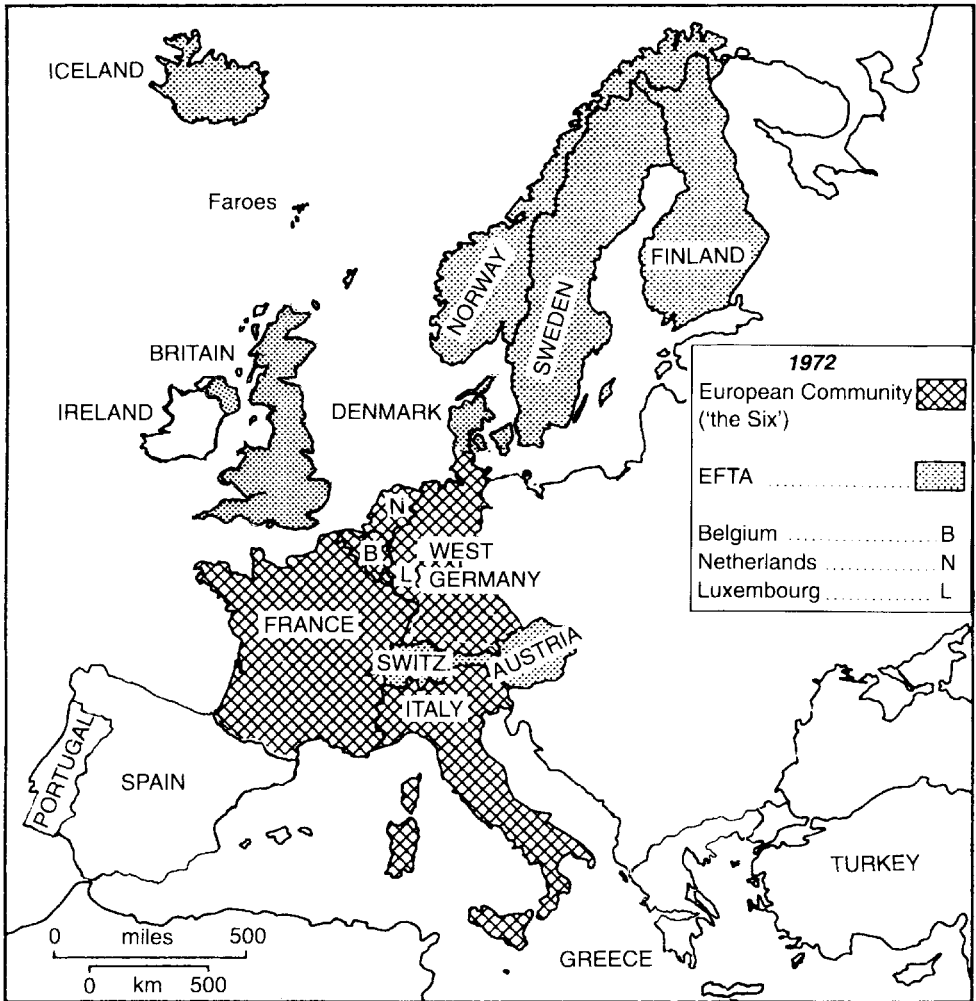 ICELAND
Faroes
NORWAY
SWEDEN
FINLAND
BRITAIN
IRELAND
DENMARK
1972
European Community
('the Six')
EFTA ....................
Belgium .................... B
Netherlands ............... N
Luxembourg ............... L
N
B
WEST
L
GERMANY
FRANCE
SWITZ.
AUSTRIA
ITALY
PORTUGAL
SPAIN
TURKEY
GREECE
0 miles 500
0 km 500